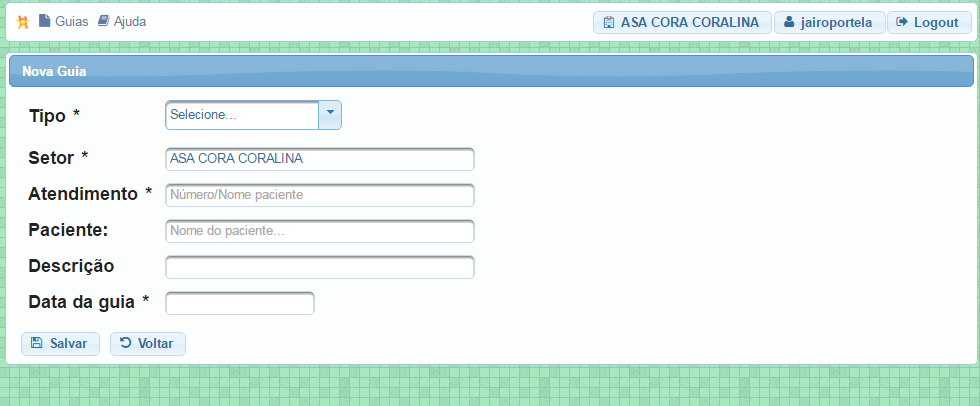 Guias Ajuda ASA CORA CORALINA jairoportela Logout
Nova Guia
Tipo * Selecione...
Setor * ASA CORA CORALINA
Atendimento * Número/Nome paciente
Paciente: Nome do paciente...
Descrição
Data da guia *
Salvar Voltar